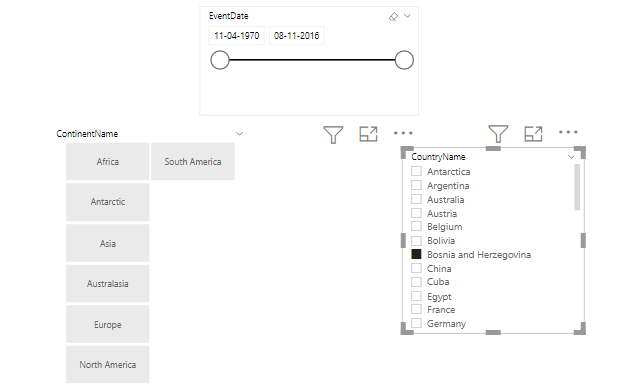 EventDate
11-04-1970 08-11-2016
ContinentName
Africa South America
Antarctic
Asia
Australasia
Europe
North America
CountryName
Antarctica
Argentina
Australia
Austria
Belgium
Bolivia
Bosnia and Herzegovina
China
Cuba
Egypt
France
Germany